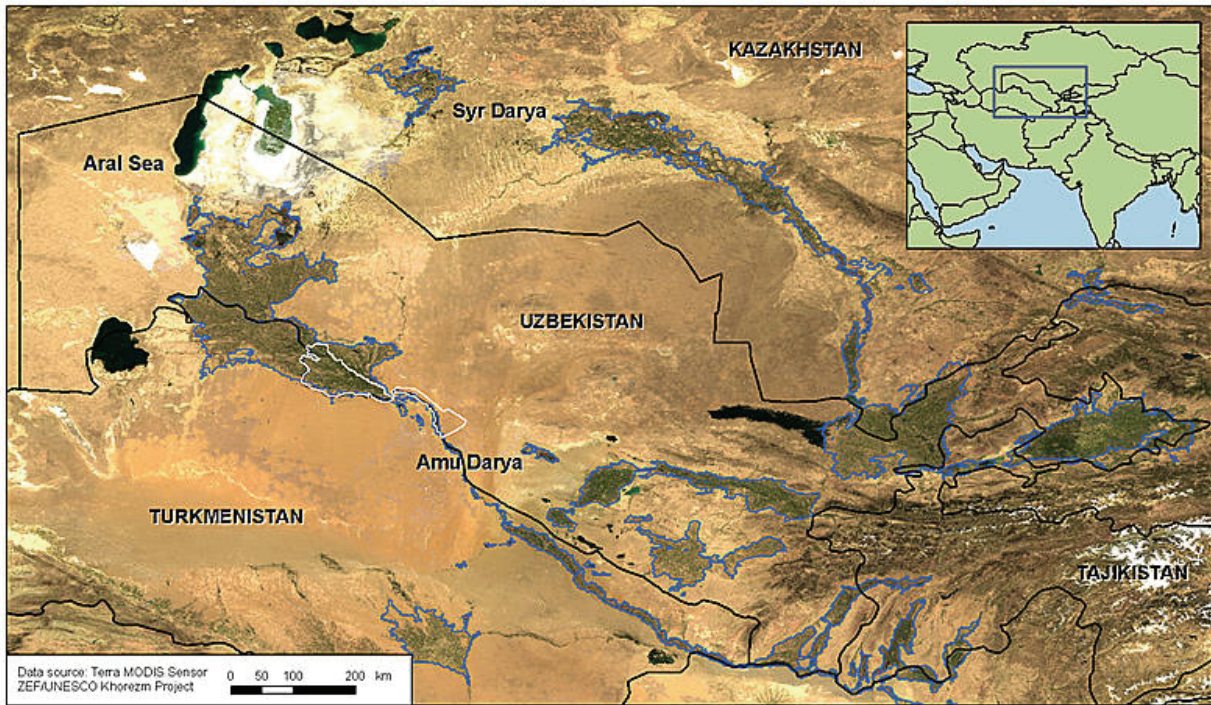 KAZAKHSTAN
Syr Darya
Aral Sea
UZBEKISTAN
Amu Darya
TURKMENISTAN
TAJIKISTAN
Data source: Terra MODIS Sensor
ZEF/UNESCO Khorezm Project
0 50 100 200 km